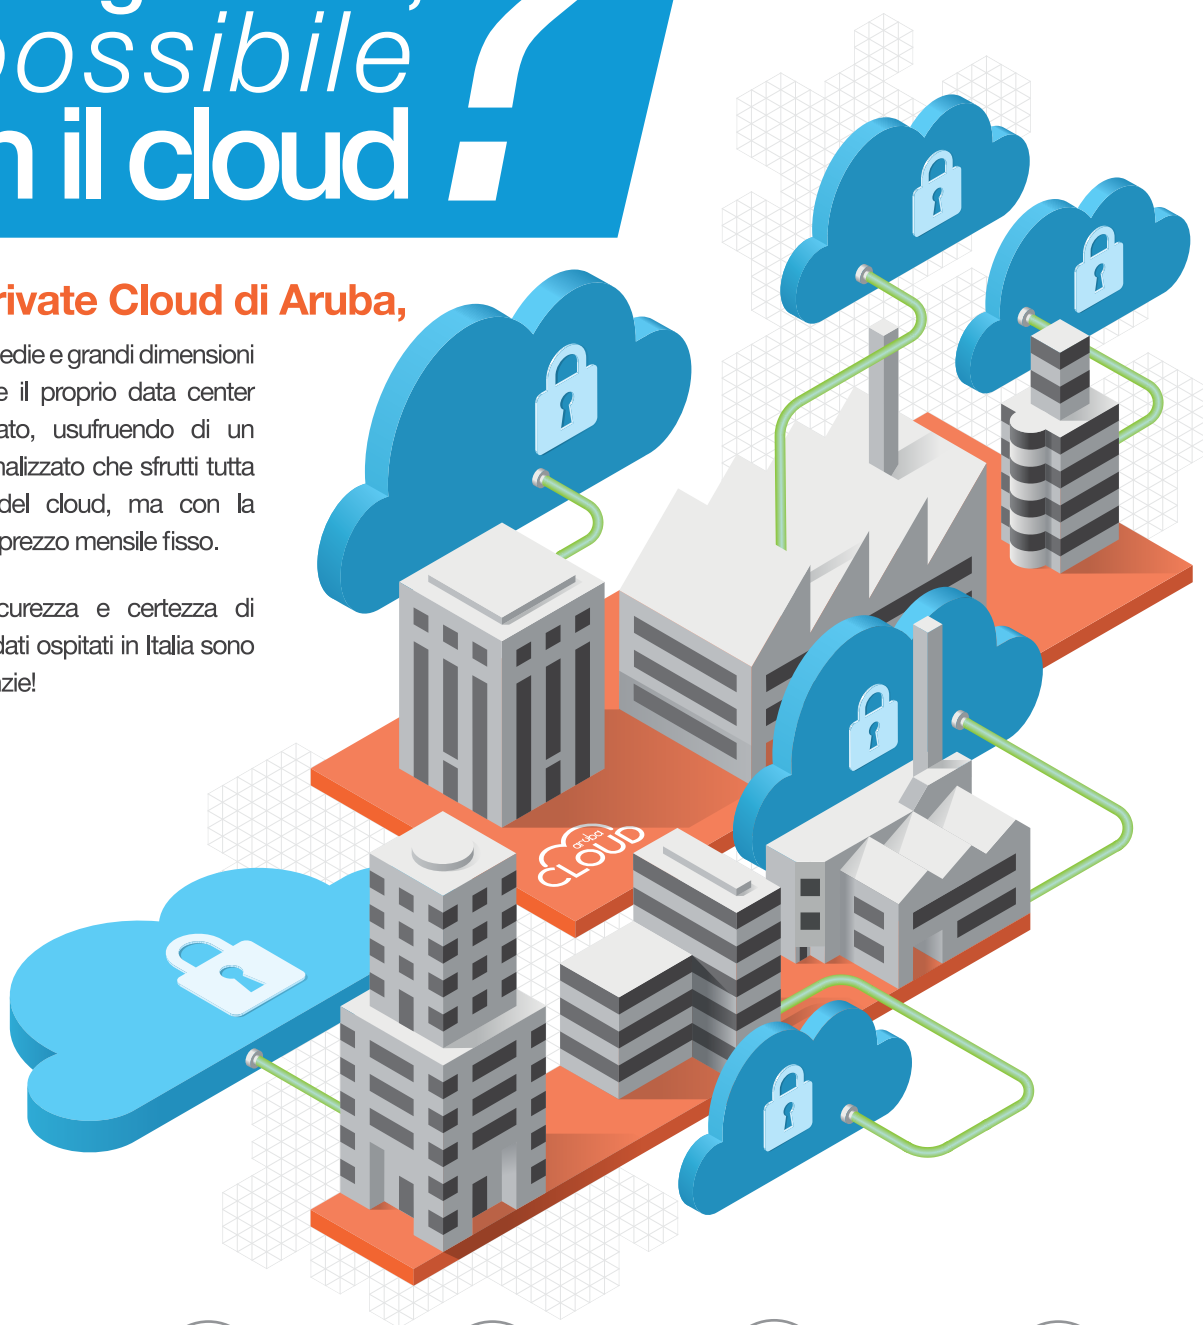 possibile
n il cloud?
rivate Cloud di Aruba,
edie e grandi dimensioni
e il proprio data center
ato, usufruendo di un
nalizzato che sfrutti tutta
del cloud, ma con la
prezzo mensile fisso.
curezza e certezza di
dati ospitati in Italia sono
nzie!
aruba
CLOUD